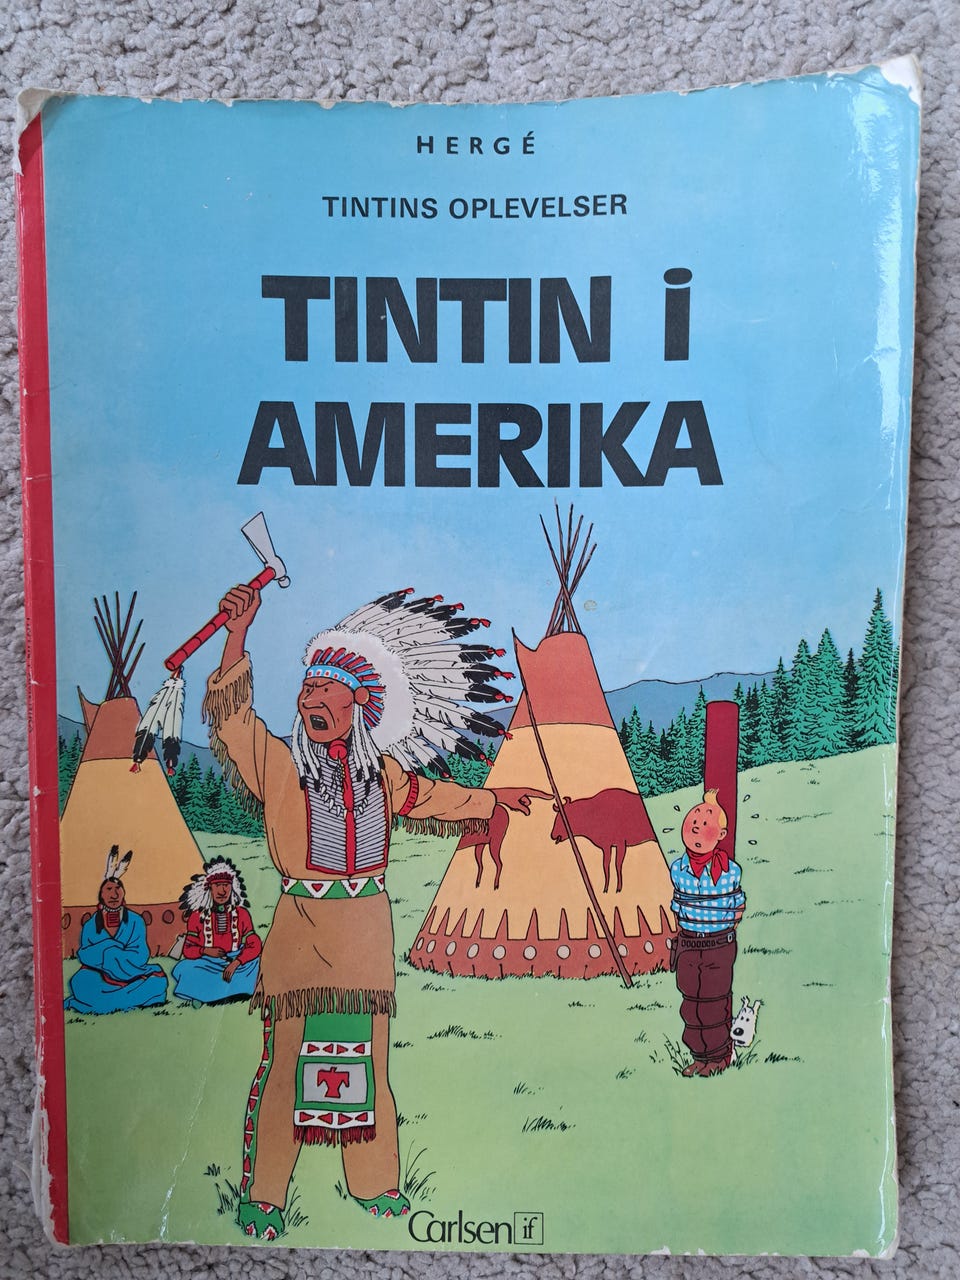 HERGÉ
TINTINS OPLEVELSER
TINTIN i
AMERIKA
Carlsen if